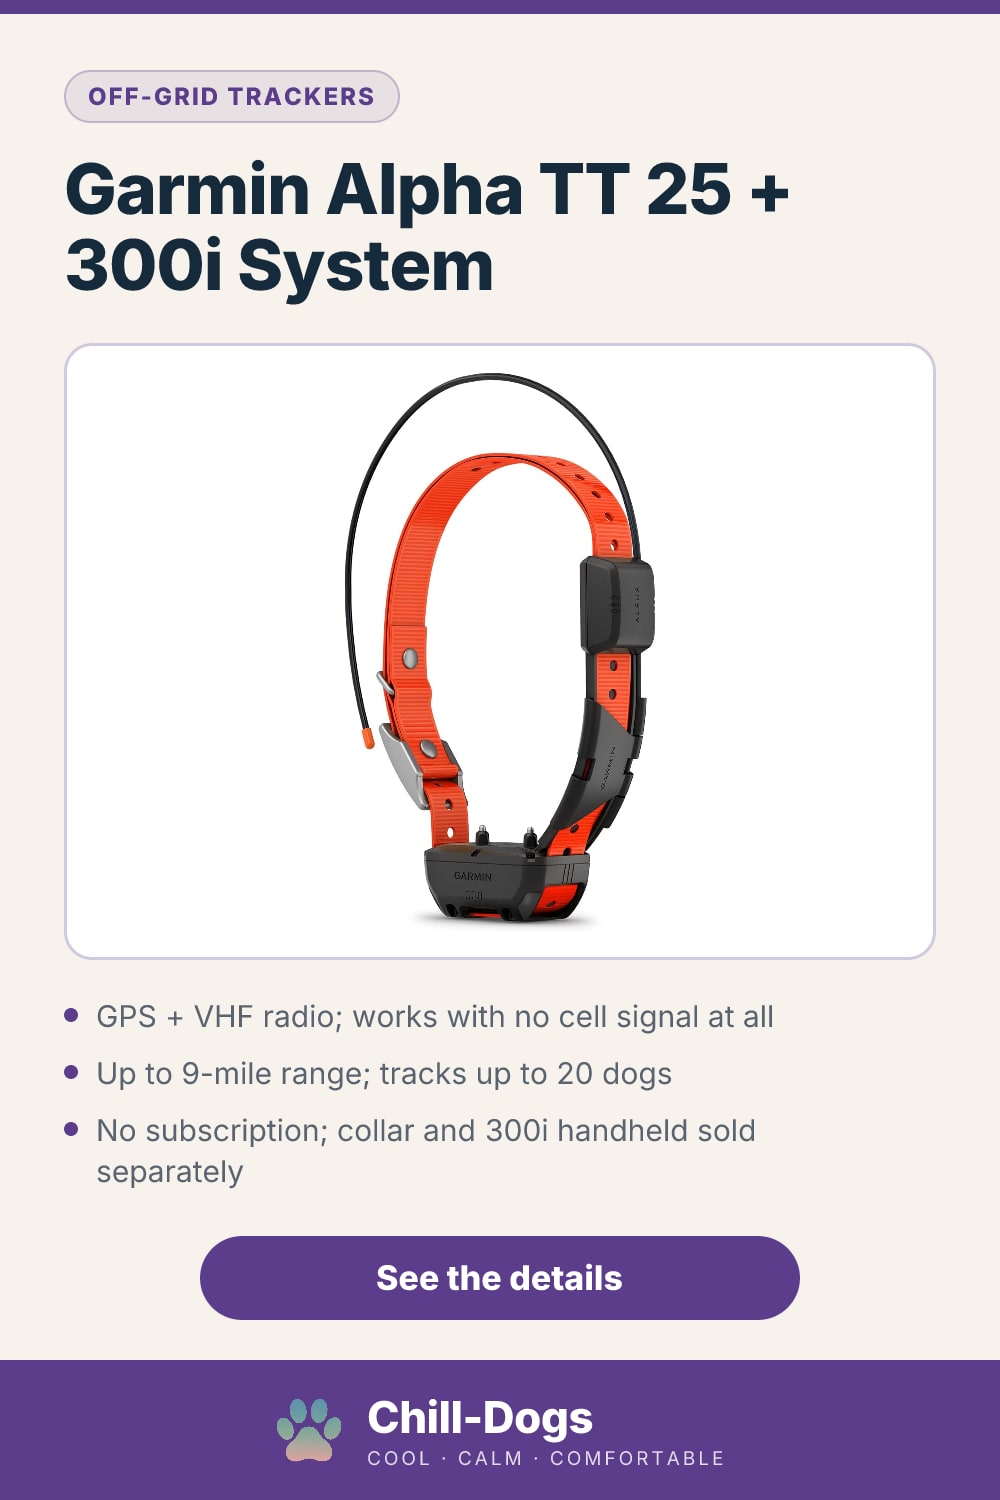 OFF-GRID TRACKERS
Garmin Alpha TT 25 +
300i System
ALPHA
GARMIN
GARMIN
GPS + VHF radio; works with no cell signal at all
Up to 9-mile range; tracks up to 20 dogs
No subscription; collar and 300i handheld sold
separately
See the details
Chill-Dogs
COOL · CALM · COMFORTABLE